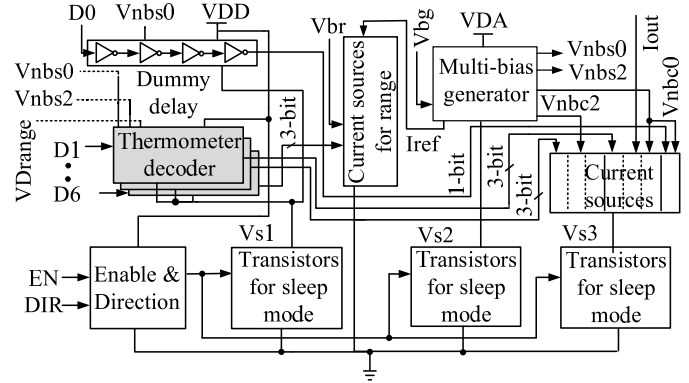 D0
Vnbs0
VDD
Vbr
Vbg
VDA
Iout
Vnbs0
Vnbs2
Vnbc0
Multi-bias
generator
Vnbc2
Current sources
for range
Iref
Dummy
delay
Vnbs0
Vnbs2
VDrange
3-bit
1-bit
3-bit
3-bit
Thermometer
decoder
D1
D6
Current
sources
Vs1
Vs2
Vs3
EN
DIR
Enable &
Direction
Transistors
for sleep
mode
Transistors
for sleep
mode
Transistors
for sleep
mode